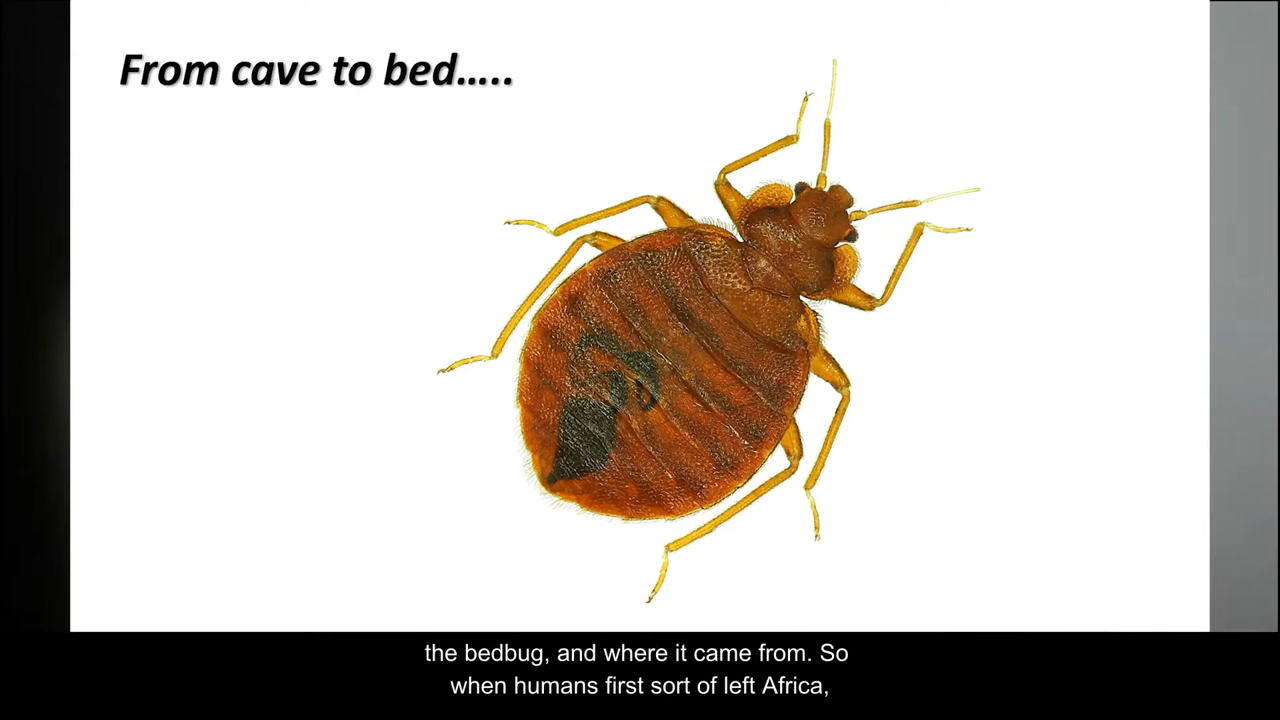 From cave to bed.....
the bedbug, and where it came from. So
when humans first sort of left Africa,